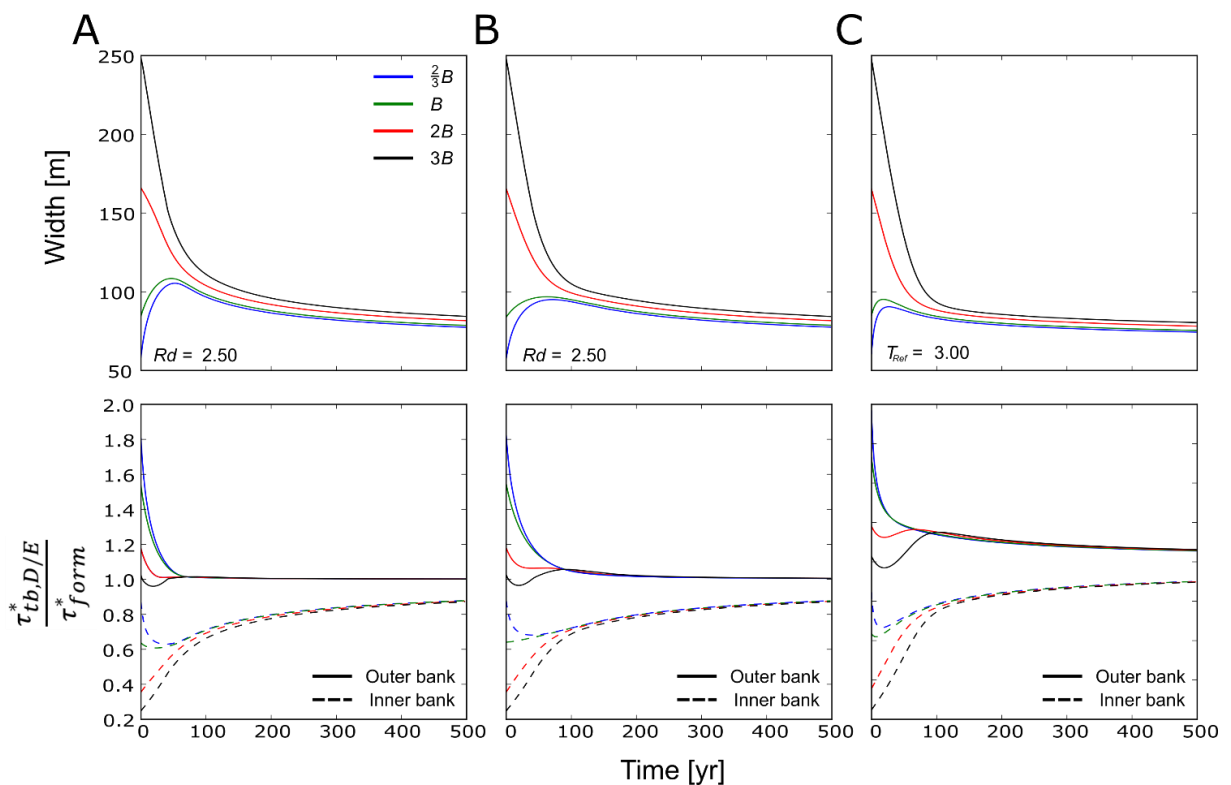 A B C
250
200
150
100
50
Width [m]
2/3 B
B
2B
3B
Rd = 2.50
Rd = 2.50
T_Ref = 3.00
2.0
1.8
1.6
1.4
1.2
1.0
0.8
0.6
0.4
0.2
τ*_tb,D/E
τ*_form
Outer bank
Inner bank
Outer bank
Inner bank
Outer bank
Inner bank
0 100 200 300 400 500 0 100 200 300 400 500 0 100 200 300 400 500
Time [yr]